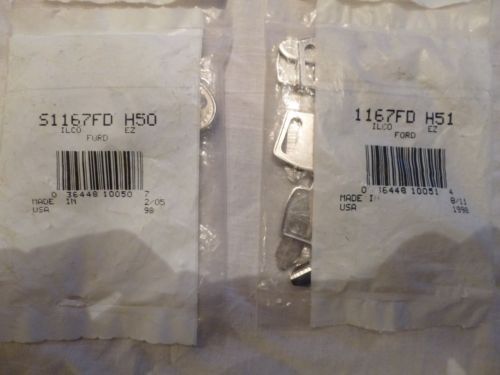 S1167FD H50
ILCO EZ
FORD
0 36448 10050 7
MADE IN 2/05
USA 98
1167FD H51
ILCO EZ
FORD
0 36448 10051 4
MADE IN 8/11
USA 1998